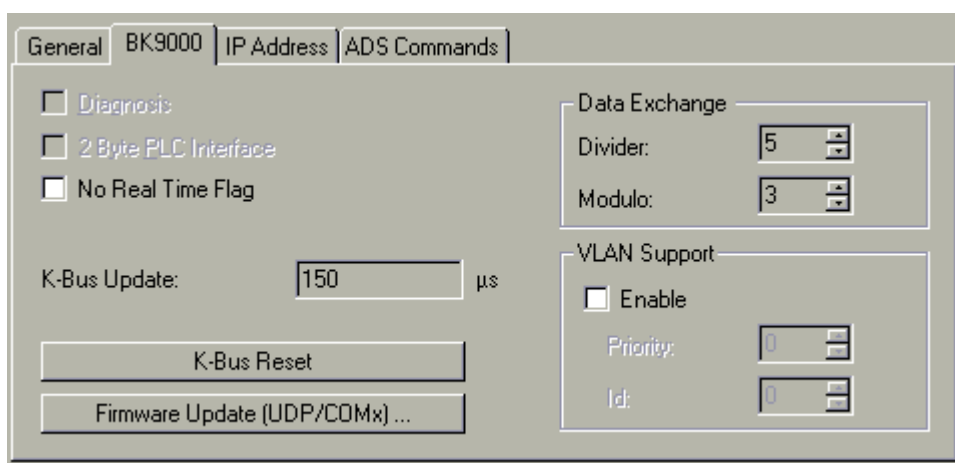 General BK9000 IP Address ADS Commands
Diagnosis
2 Byte PLC Interface
No Real Time Flag
K-Bus Update: 150 µs
K-Bus Reset
Firmware Update (UDP/COMx) ...
Data Exchange
Divider: 5
Modulo: 3
VLAN Support
Enable
Priority: 0
Id: 0